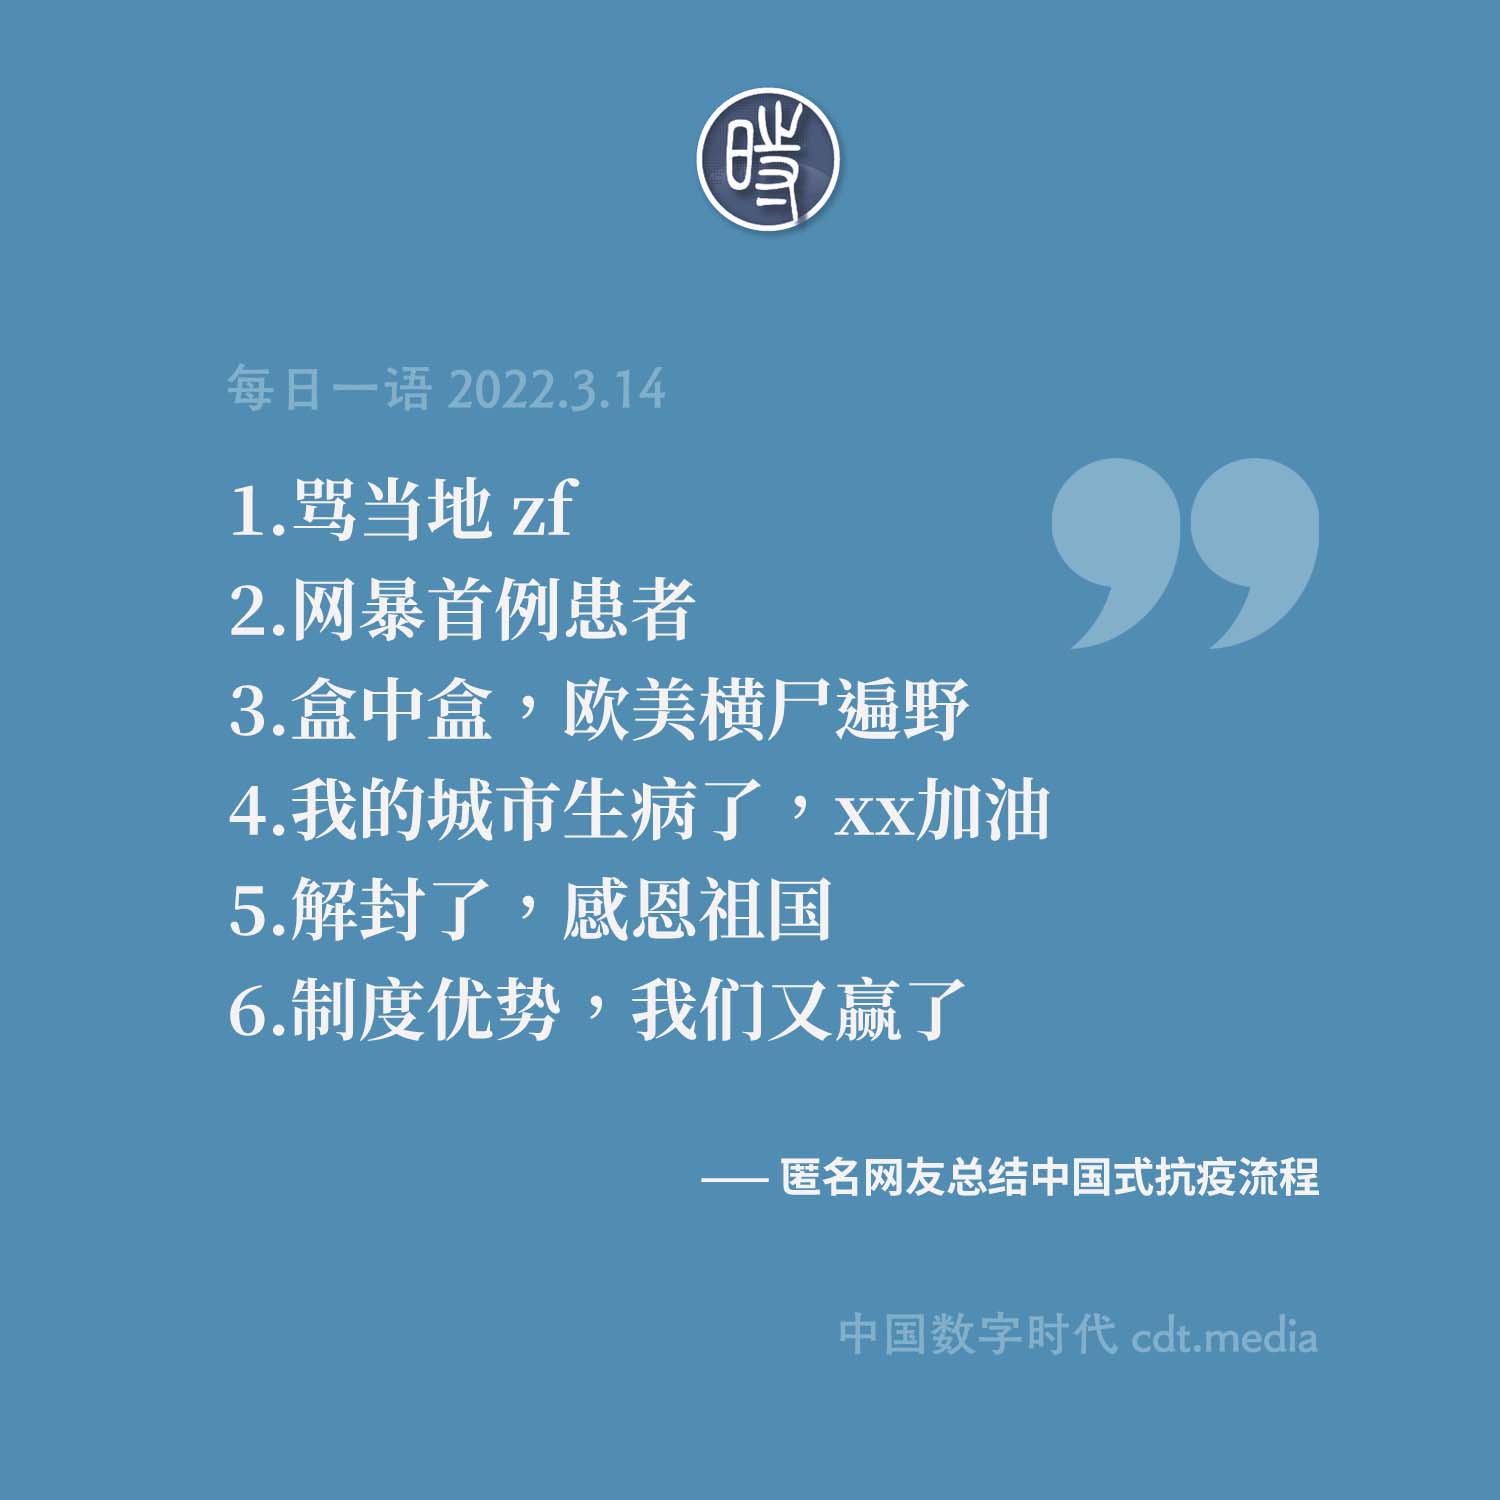 時
每日一语 2022.3.14
1.骂当地 zf
2.网暴首例患者
3.盒中盒，欧美横尸遍野
4.我的城市生病了，xx加油
5.解封了，感恩祖国
6.制度优势，我们又赢了
—— 匿名网友总结中国式抗疫流程
中国数字时代 cdt.media